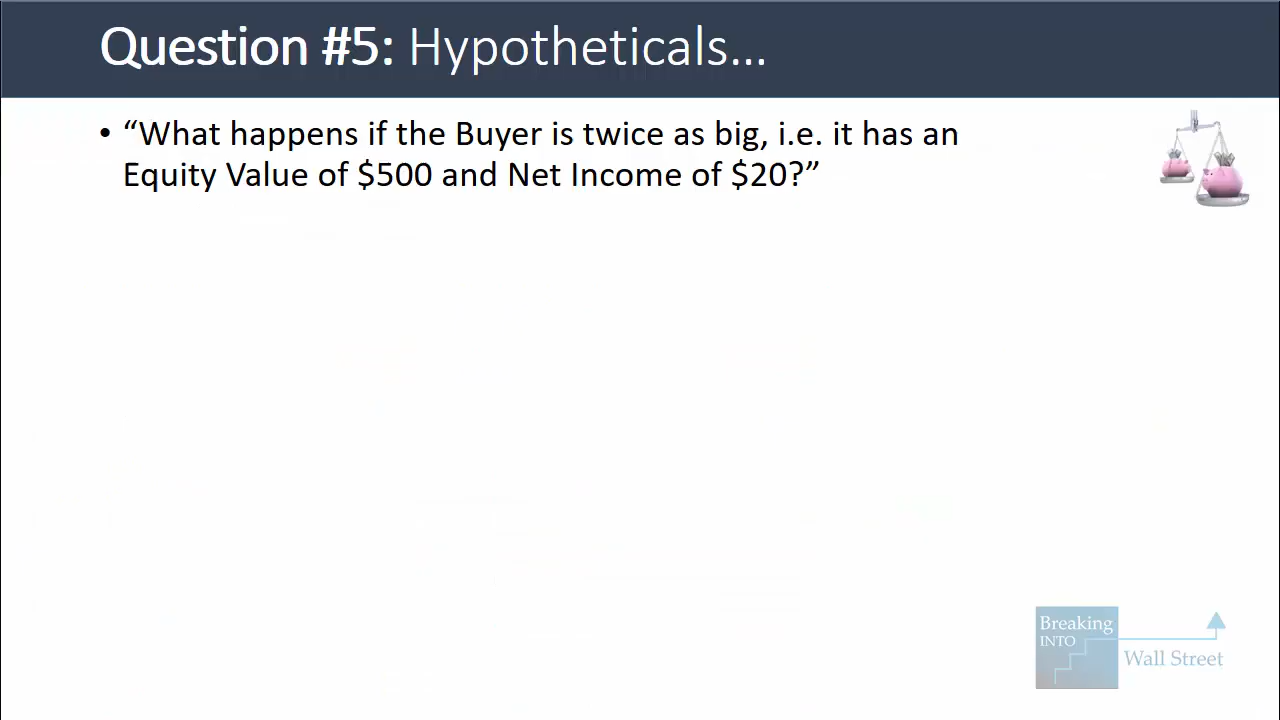 Question #5: Hypotheticals...
• “What happens if the Buyer is twice as big, i.e. it has an
Equity Value of $500 and Net Income of $20?”
Breaking
INTO
Wall Street